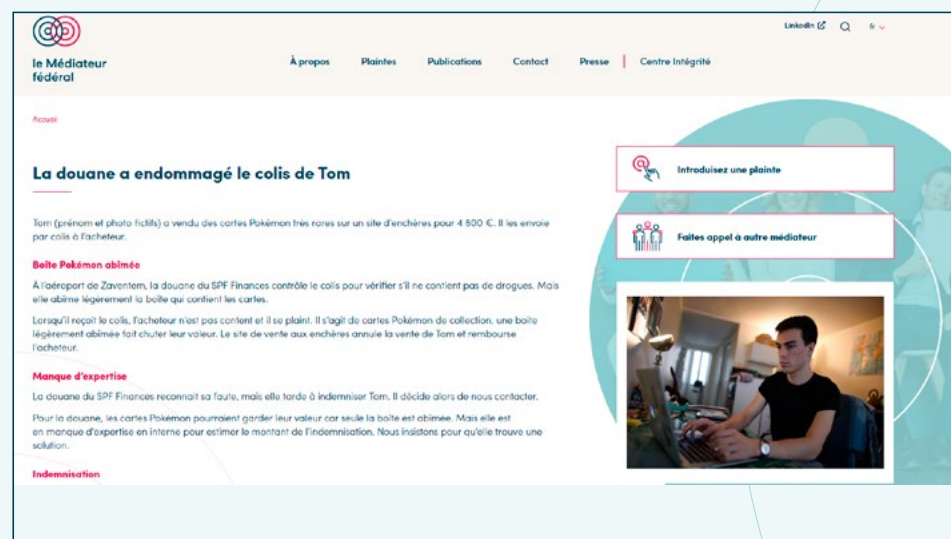 LinkedIn
fr
le Médiateur
fédéral
À propos Plaintes Publications Contact Presse Centre Intégrité
Accueil
La douane a endommagé le colis de Tom
Introduisez une plainte
Tom (prénom et photo fictifs) a vendu des cartes Pokémon très rares sur un site d'enchères pour 4 800 €. Il les envoie
par colis à l'acheteur.
Faites appel à autre médiateur
Boîte Pokémon abîmée
À l'aéroport de Zaventem, la douane du SPF Finances contrôle le colis pour vérifier s'il ne contient pas de drogues. Mais
elle abîme légèrement la boîte qui contient les cartes.
Lorsqu'il reçoit le colis, l'acheteur n'est pas content et il se plaint. Il s'agit de cartes Pokémon de collection, une boîte
légèrement abîmée fait chuter leur valeur. Le site de vente aux enchères annule la vente de Tom et rembourse
l'acheteur.
Manque d'expertise
La douane du SPF Finances reconnait sa faute, mais elle tarde à indemniser Tom. Il décide alors de nous contacter.
Pour la douane, les cartes Pokémon pourraient garder leur valeur car seule la boîte est abîmée. Mais elle est
en manque d'expertise en interne pour estimer le montant de l'indemnisation. Nous insistons pour qu'elle trouve une
solution.
Indemnisation